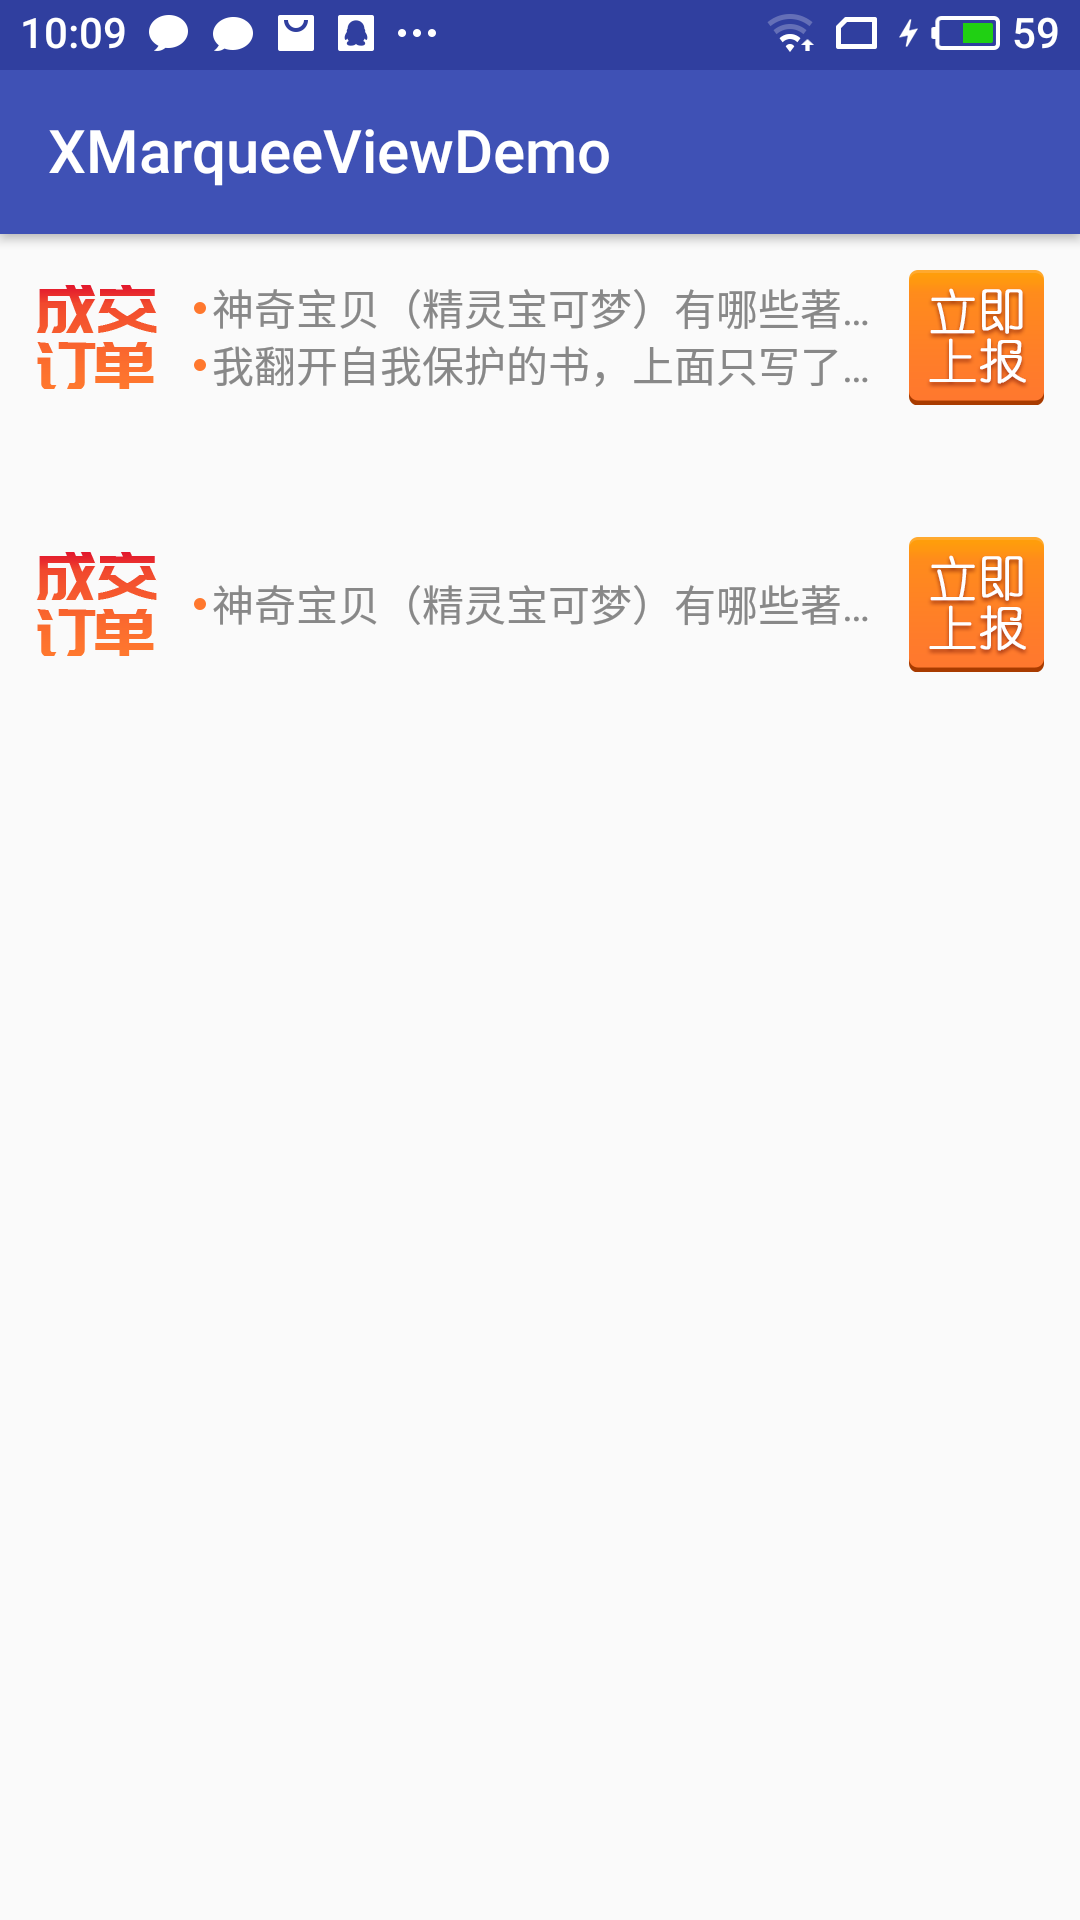 10:09
59
XMarqueeViewDemo
成交
订单
神奇宝贝（精灵宝可梦）有哪些著...
我翻开自我保护的书，上面只写了...
立即
上报
成交
订单
神奇宝贝（精灵宝可梦）有哪些著...
立即
上报